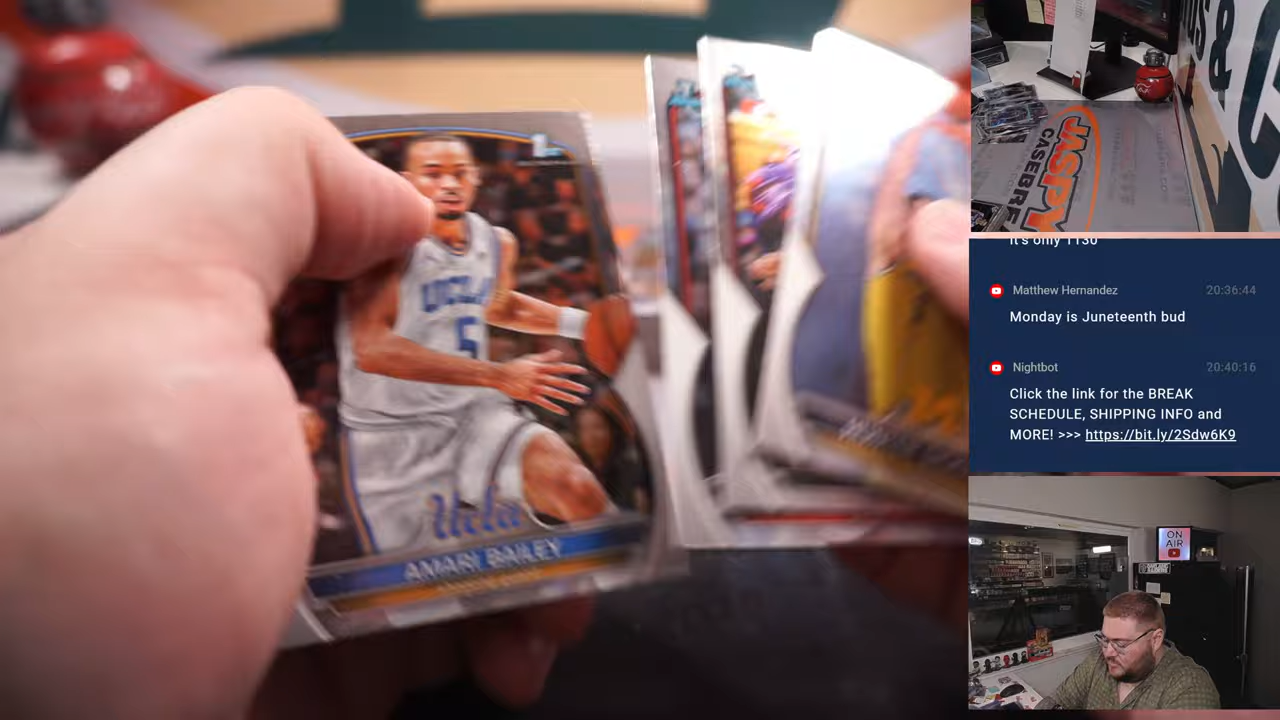 UCLA
5
Ucla
AMARI BAILEY
US &
JASPY
CASEBRE
it's only 1130
Matthew Hernandez 20:36:44
Monday is Juneteenth bud
Nightbot 20:40:16
Click the link for the BREAK
SCHEDULE, SHIPPING INFO and
MORE! >>> https://bit.ly/2Sdw6K9
ON
AIR